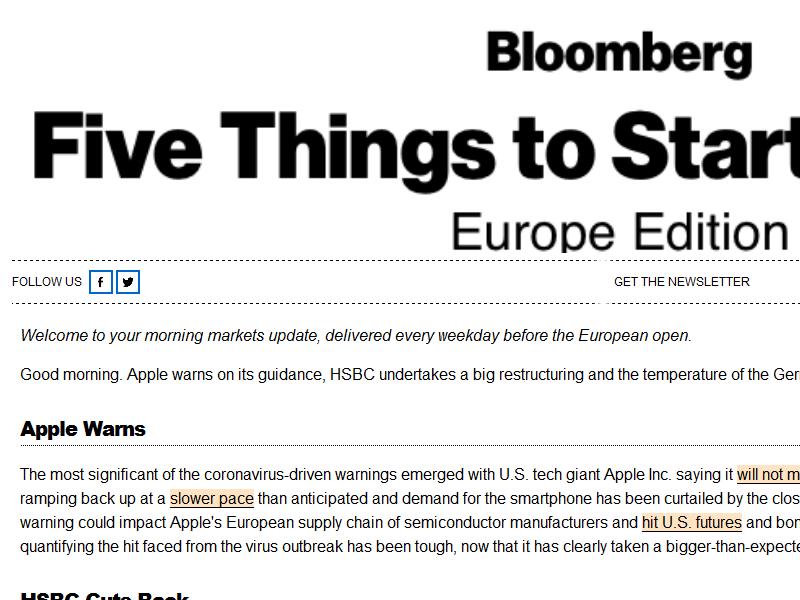 Bloomberg
Five Things to Start
Europe Edition
FOLLOW US
GET THE NEWSLETTER
Welcome to your morning markets update, delivered every weekday before the European open.
Good morning. Apple warns on its guidance, HSBC undertakes a big restructuring and the temperature of the Ger
Apple Warns
The most significant of the coronavirus-driven warnings emerged with U.S. tech giant Apple Inc. saying it will not m
ramping back up at a slower pace than anticipated and demand for the smartphone has been curtailed by the clos
warning could impact Apple's European supply chain of semiconductor manufacturers and hit U.S. futures and bon
quantifying the hit faced from the virus outbreak has been tough, now that it has clearly taken a bigger-than-expecte
HSBC Cuts Back